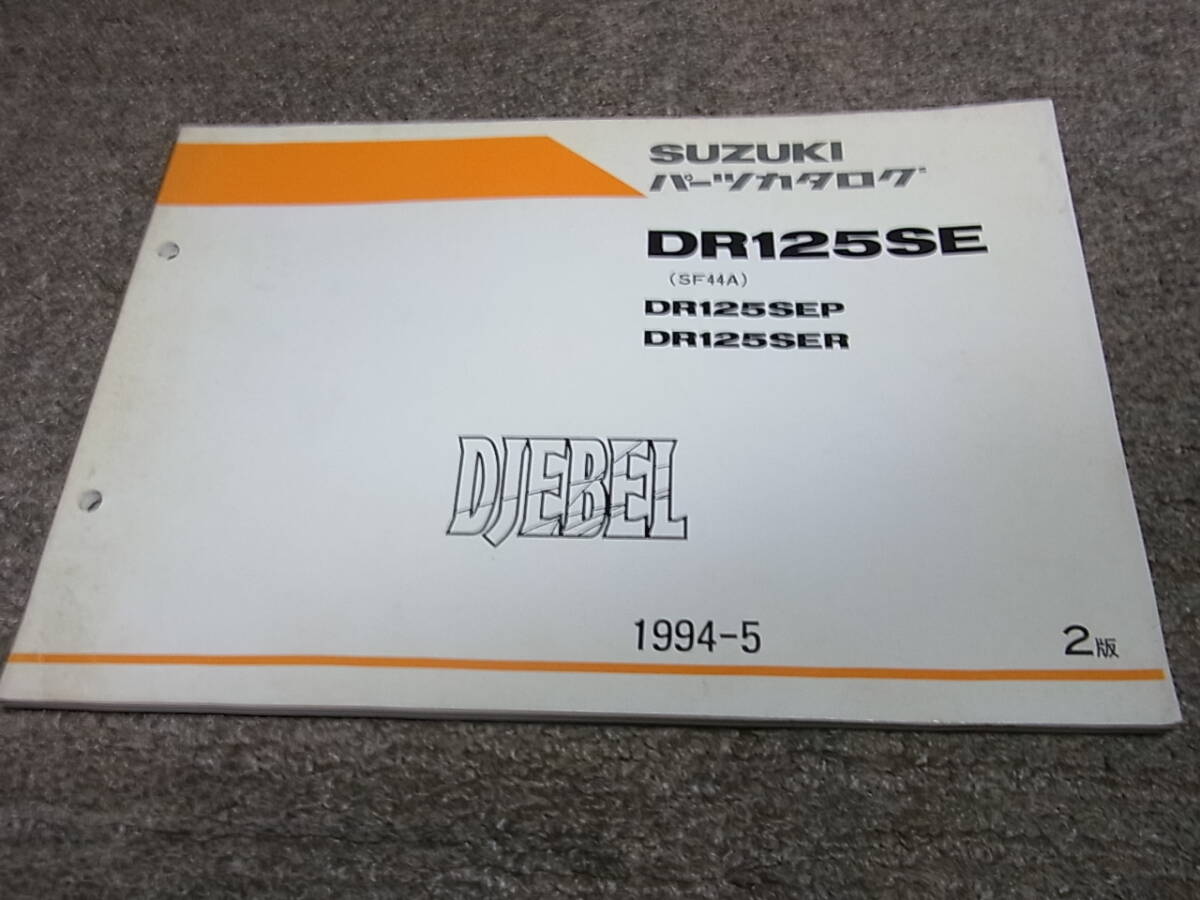 SUZUKI
パーツカタログ
DR125SE
(SF44A)
DR125SEP
DR125SER
DJEBEL
1994-5
2版